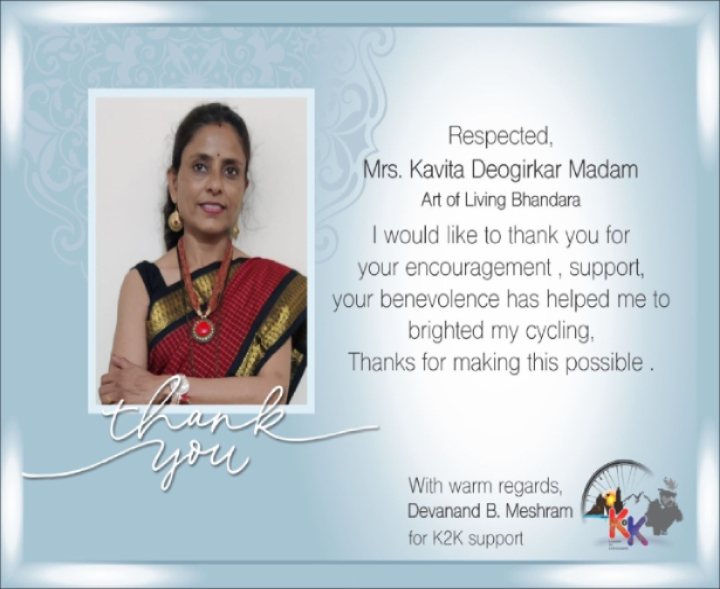 Respected,
Mrs. Kavita Deogirkar Madam
Art of Living Bhandara
I would like to thank you for
your encouragement , support,
your benevolence has helped me to
brighted my cycling,
Thanks for making this possible .
thank
you
With warm regards,
Devanand B. Meshram
for K2K support
K2K